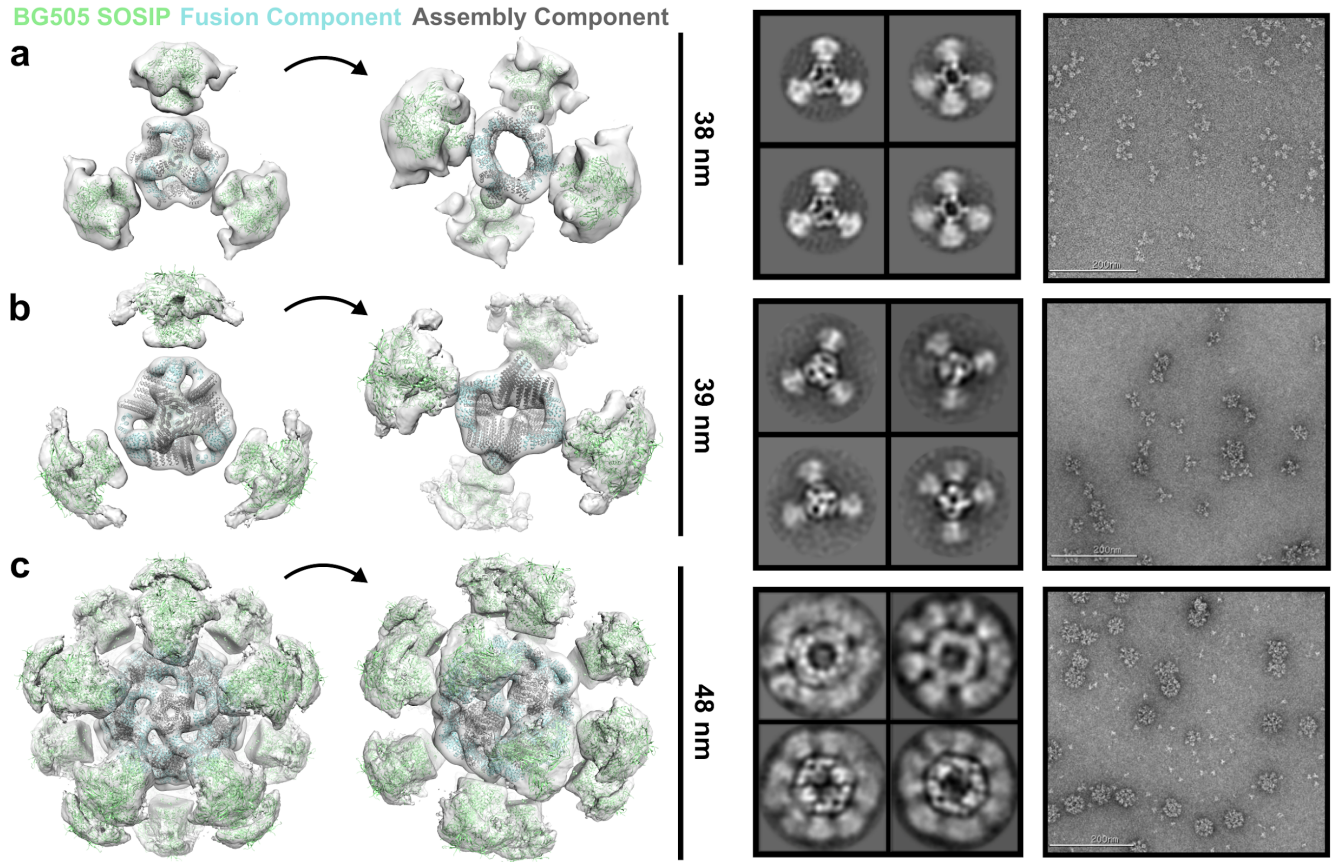 BG505 SOSIP Fusion Component Assembly Component
a
38 nm
200nm
b
39 nm
200nm
c
48 nm
200nm